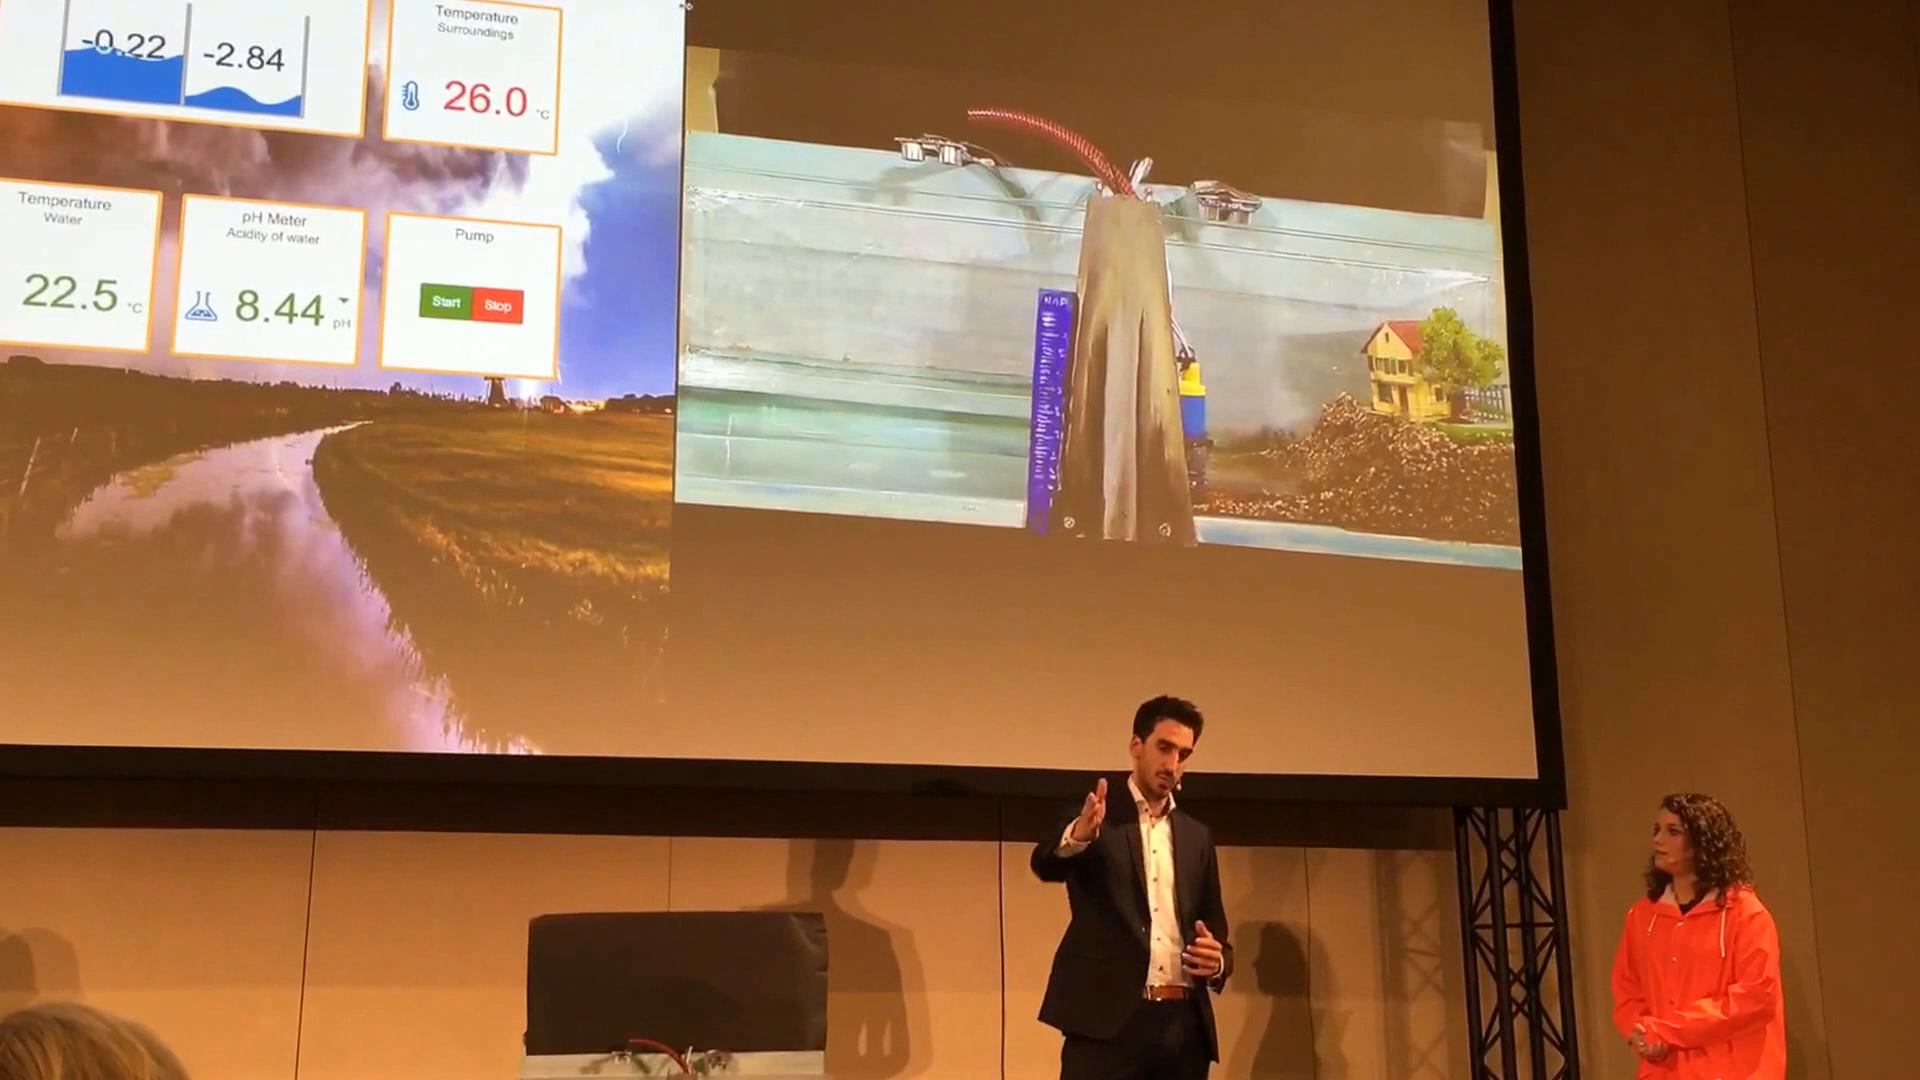 -0.22
-2.84
Temperature
Surroundings
26.0 °C
Temperature
Water
22.5 °C
pH Meter
Acidity of water
8.44 pH
Pump
Start
Stop
NAP